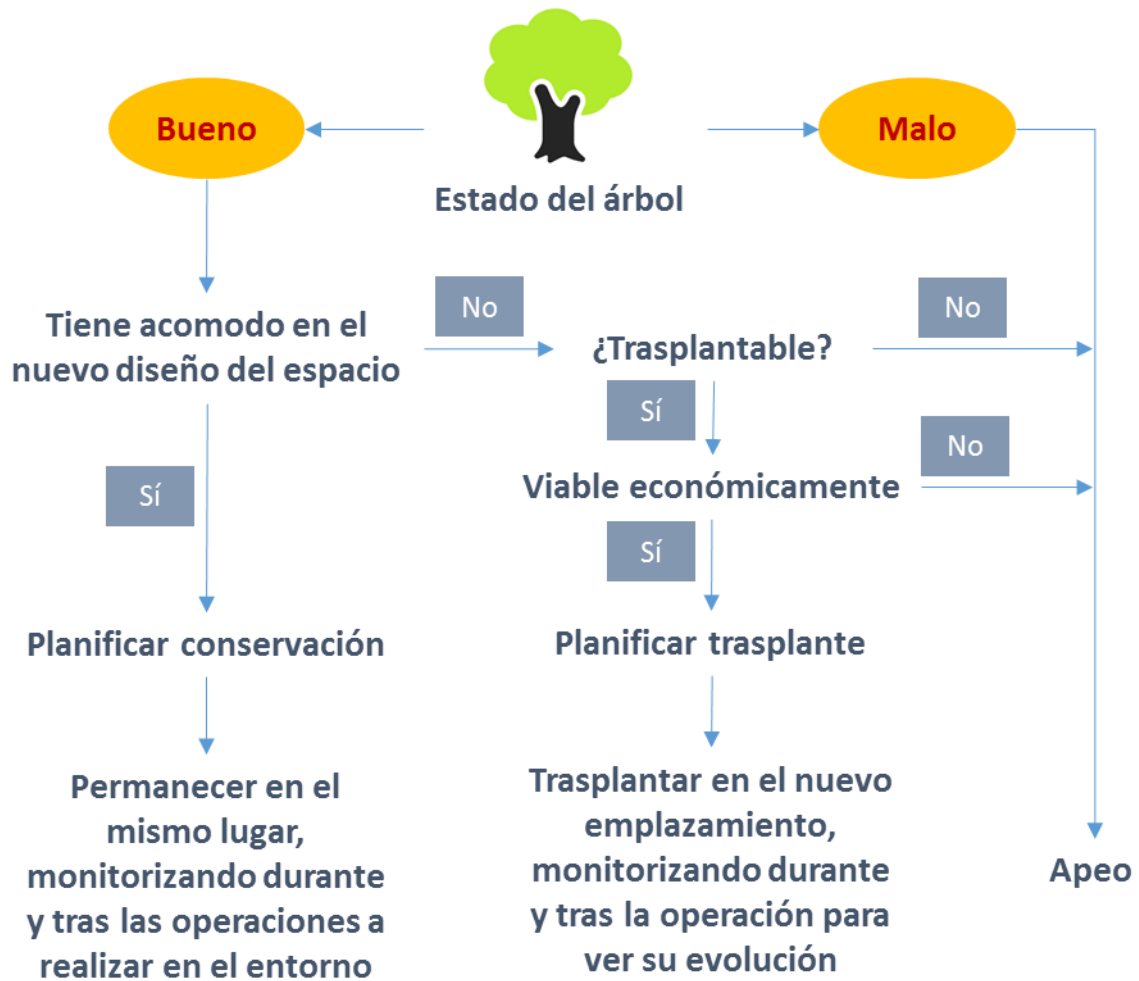 Bueno
Malo
Estado del árbol
Tiene acomodo en el
nuevo diseño del espacio
No
¿Trasplantable?
No
Sí
Viable económicamente
No
Sí
Sí
Planificar conservación
Planificar trasplante
Permanecer en el
mismo lugar,
monitorizando durante
y tras las operaciones a
realizar en el entorno
Trasplantar en el nuevo
emplazamiento,
monitorizando durante
y tras la operación para
ver su evolución
Apeo